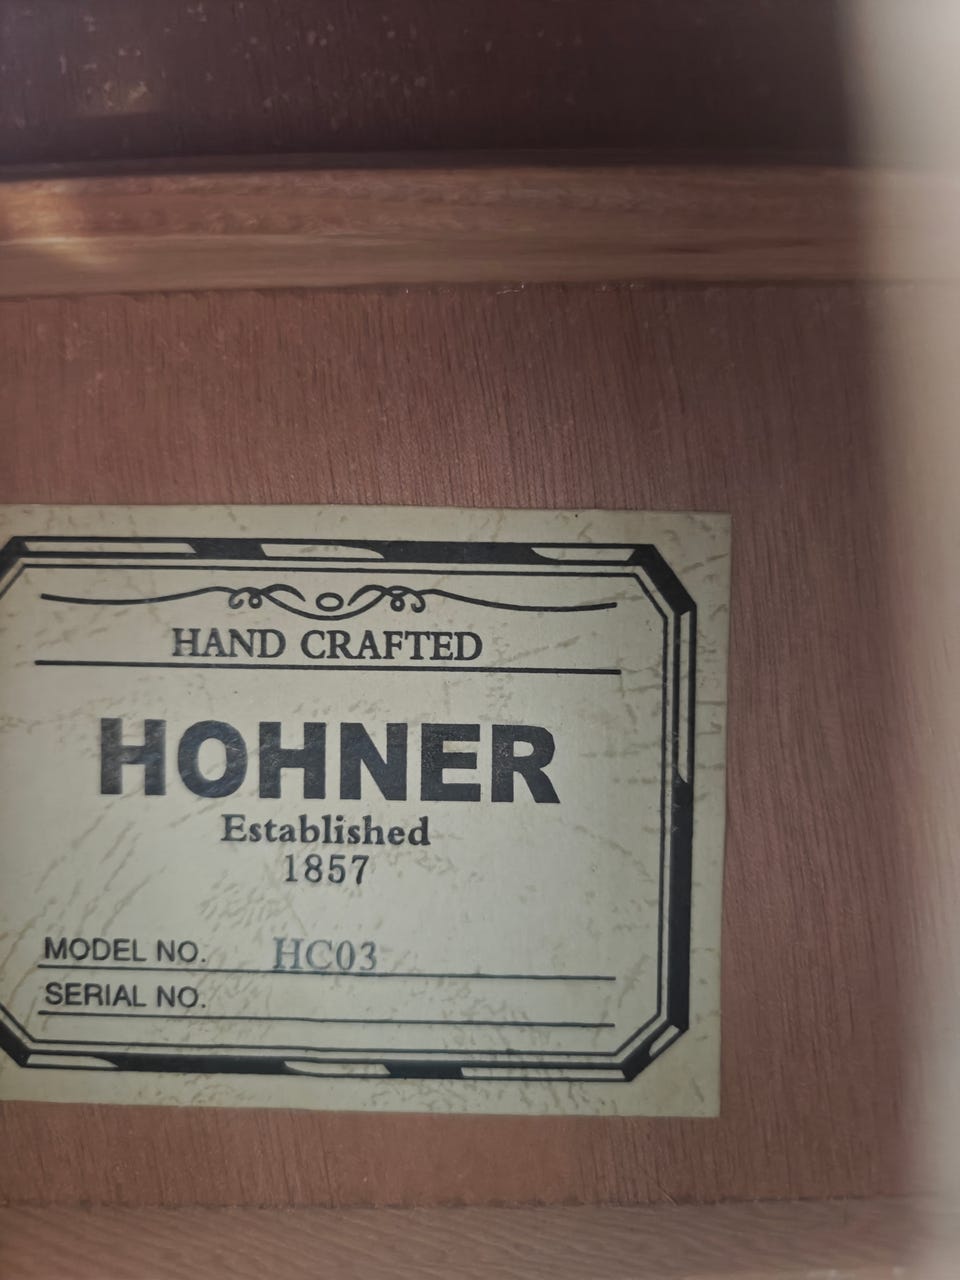 HAND CRAFTED
HOHNER
Established
1857
MODEL NO. HC03
SERIAL NO.